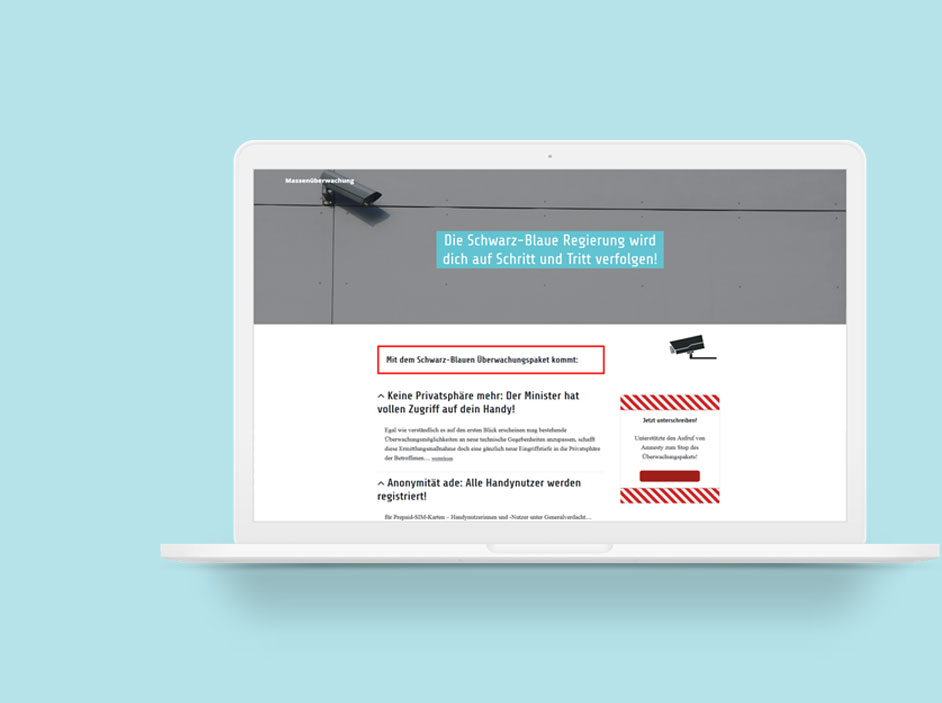 Massenüberwachung
Die Schwarz-Blaue Regierung wird
dich auf Schritt und Tritt verfolgen!
Mit dem Schwarz-Blauen Überwachungspaket kommt:
Keine Privatsphäre mehr: Der Minister hat
vollen Zugriff auf dein Handy!
Egal wie verständlich es auf den ersten Blick erscheinen mag bestehende
Überwachungsmöglichkeiten an neue technische Gegebenheiten anzupassen, schafft
diese Ermittlungsmaßnahme doch eine gänzlich neue Eingriffstiefe in die Privatsphäre
der Betroffenen.... weiterlesen
Anonymität ade: Alle Handynutzer werden
registriert!
für Prepaid-SIM-Karten – Handynutzerinnen und -Nutzer unter Generalverdacht....
Jetzt unterschreiben!
Unterstützte den Aufruf von
Amnesty zum Stop des
Überwachungspakets!